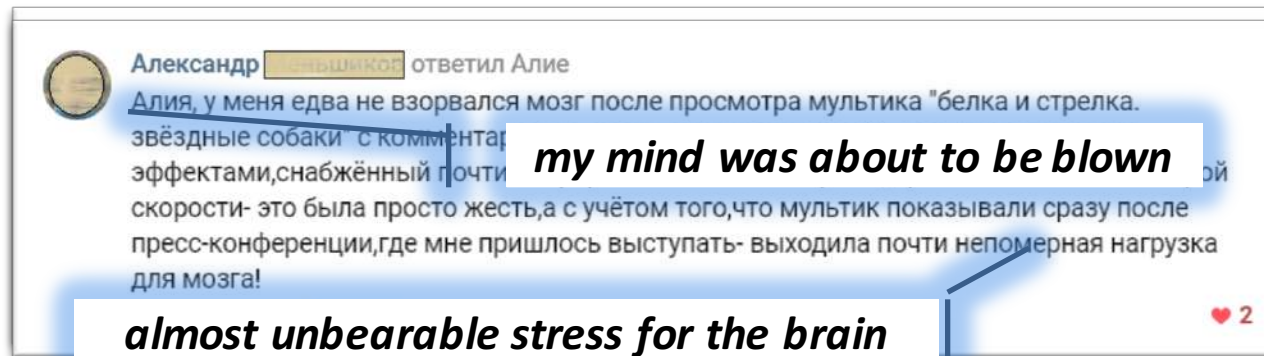 Александр ответил Алие
Алия, у меня едва не взорвался мозг после просмотра мультика "белка и стрелка.
звёздные собаки" с
my mind was about to be blown
эффектами,снабжённый почти
скорости- это была просто жесть,а с учётом того,что мультик показывали сразу после
пресс-конференции,где мне пришлось выступать- выходила почти непомерная нагрузка
для мозга!
almost unbearable stress for the brain
2